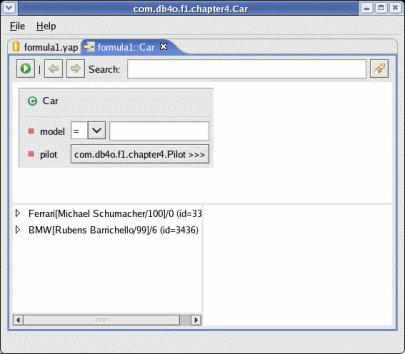 com.db4o.f1.chapter4.Car
File Help
formula1.yap formula1::Car
Search:
Car
model =
pilot com.db4o.f1.chapter4.Pilot >>>
Ferrari[Michael Schumacher/100]/0 (id=33
BMW[Rubens Barrichello/99]/6 (id=3436)